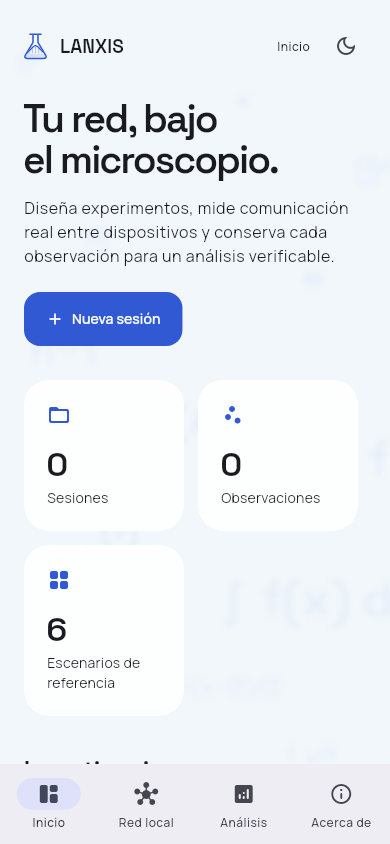 LANXIS
Inicio
Tu red, bajo
el microscopio.
Diseña experimentos, mide comunicación
real entre dispositivos y conserva cada
observación para un análisis verificable.
+ Nueva sesión
0
Sesiones
0
Observaciones
6
Escenarios de
referencia
∫ f(x) d
Inicio
Red local
Análisis
Acerca de